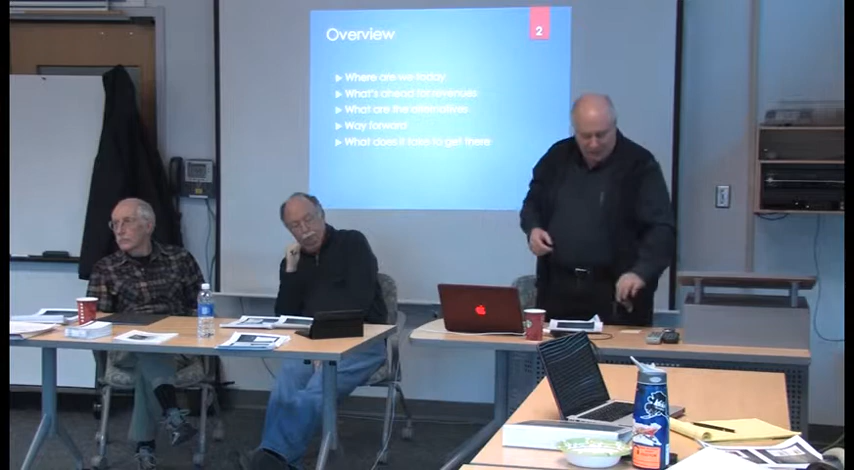 Overview
2
Where are we today
What's ahead for revenues
What are the alternatives
Way forward
What does it take to get there